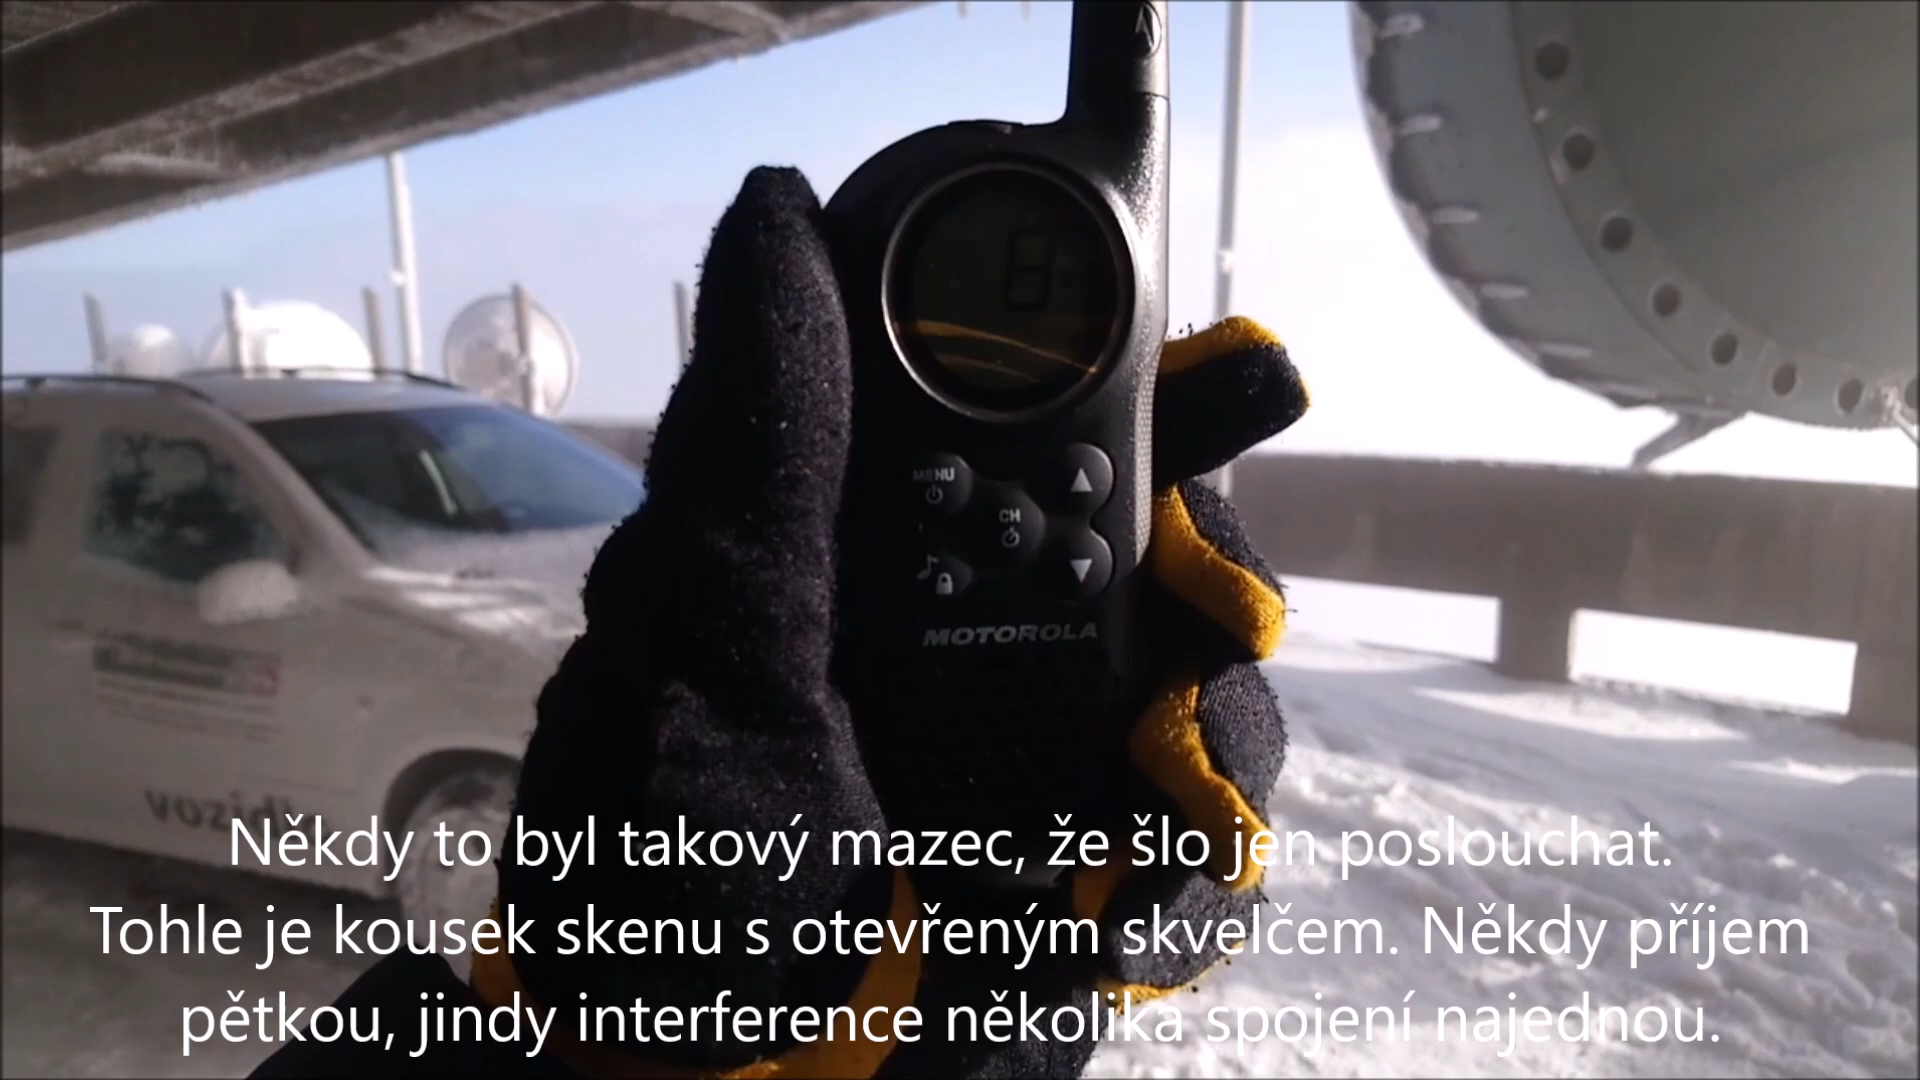 8
MENU
CH
MOTOROLA
Někdy to byl takový mazec, že šlo jen poslouchat.
Tohle je kousek skenu s otevřeným skvelčem. Někdy příjem
pětkou, jindy interference několika spojení najednou.